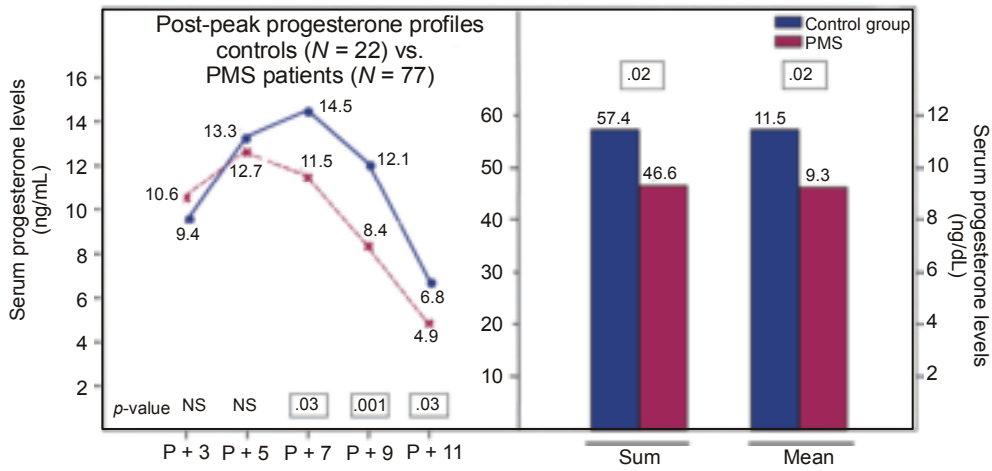 Post-peak progesterone profiles
controls (N = 22) vs.
PMS patients (N = 77)
Serum progesterone levels
(ng/mL)
16
14
12
10
8
6
4
2
13.3
14.5
12.1
10.6
12.7
11.5
9.4
8.4
6.8
4.9
p-value NS NS .03 .001 .03
P + 3 P + 5 P + 7 P + 9 P + 11
Control group
PMS
.02 .02
60
50
40
30
20
10
57.4 46.6 11.5 9.3
12
10
8
6
4
2
Serum progesterone levels
(ng/dL)
Sum Mean